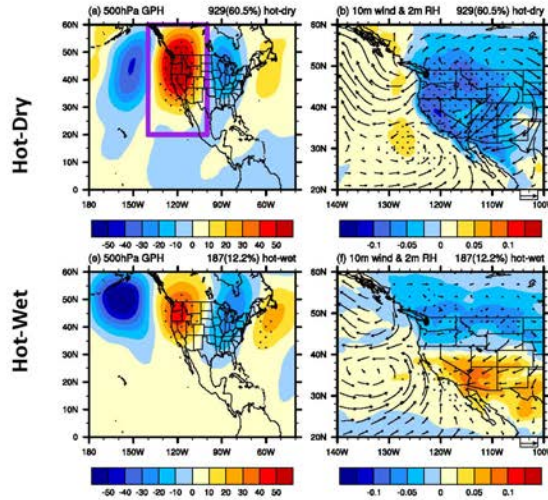 (a) 500hPa GPH 929(60.5%) hot-dry
(b) 10m wind & 2m RH 929(60.5%) hot-dry
Hot-Dry
60N
50N
40N
30N
20N
10N
0
180 150W 120W 90W 60W
60N
50N
40N
30N
20N
140W 130W 120W 110W 100W
-50 -40 -30 -20 -10 0 10 20 30 40 50
-0.1 -0.05 0 0.05 0.1
(e) 500hPa GPH 187(12.2%) hot-wet
(f) 10m wind & 2m RH 187(12.2%) hot-wet
Hot-Wet
60N
50N
40N
30N
20N
10N
0
180 150W 120W 90W 60W
60N
50N
40N
30N
20N
140W 130W 120W 110W 100W
-50 -40 -30 -20 -10 0 10 20 30 40 50
-0.1 -0.05 0 0.05 0.1